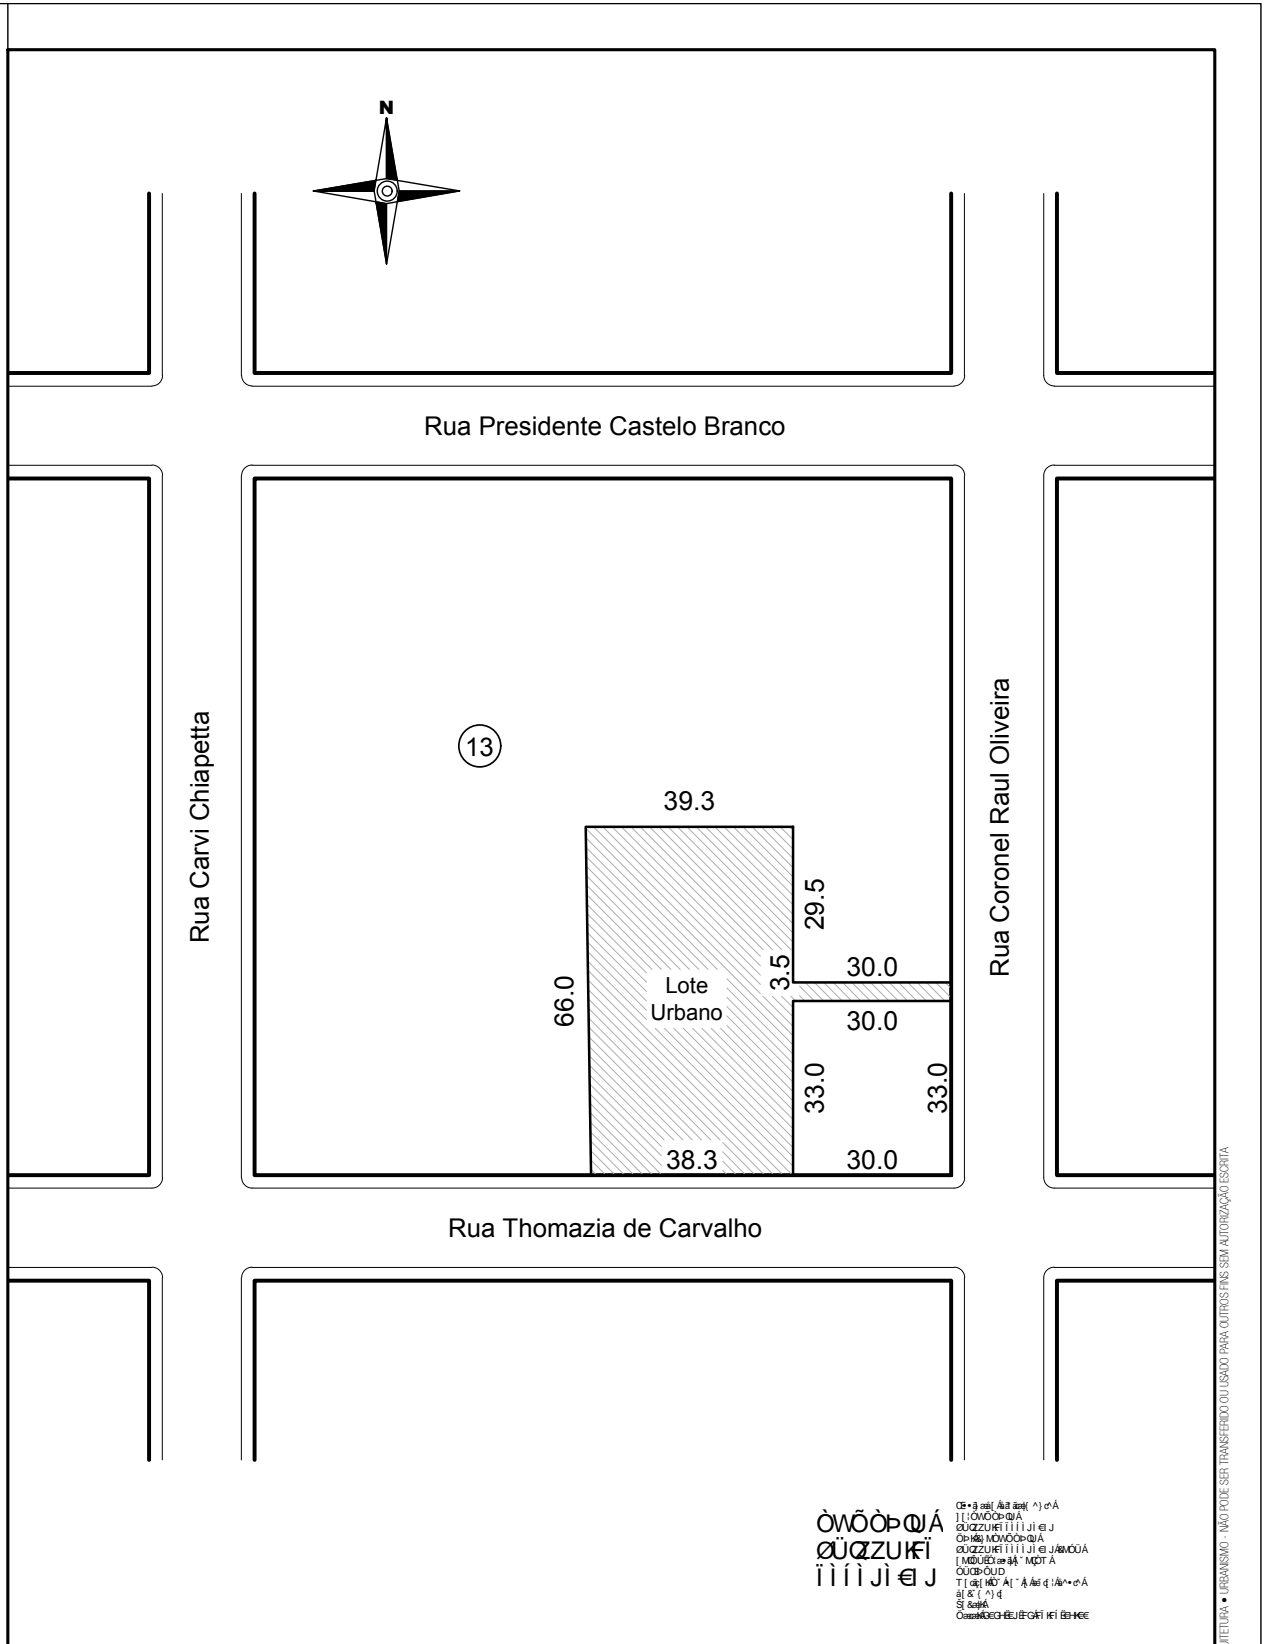 N
Rua Presidente Castelo Branco
Rua Carvi Chiapetta
Rua Coronel Raul Oliveira
13
39.3
29.5
3.5
30.0
66.0
Lote
Urbano
30.0
33.0
33.0
38.3
30.0
Rua Thomazia de Carvalho
URBANISMO - NÃO PODE SER TRANSFERIDO OU USADO PARA OUTROS FINS SEM AUTORIZAÇÃO ESCRITA